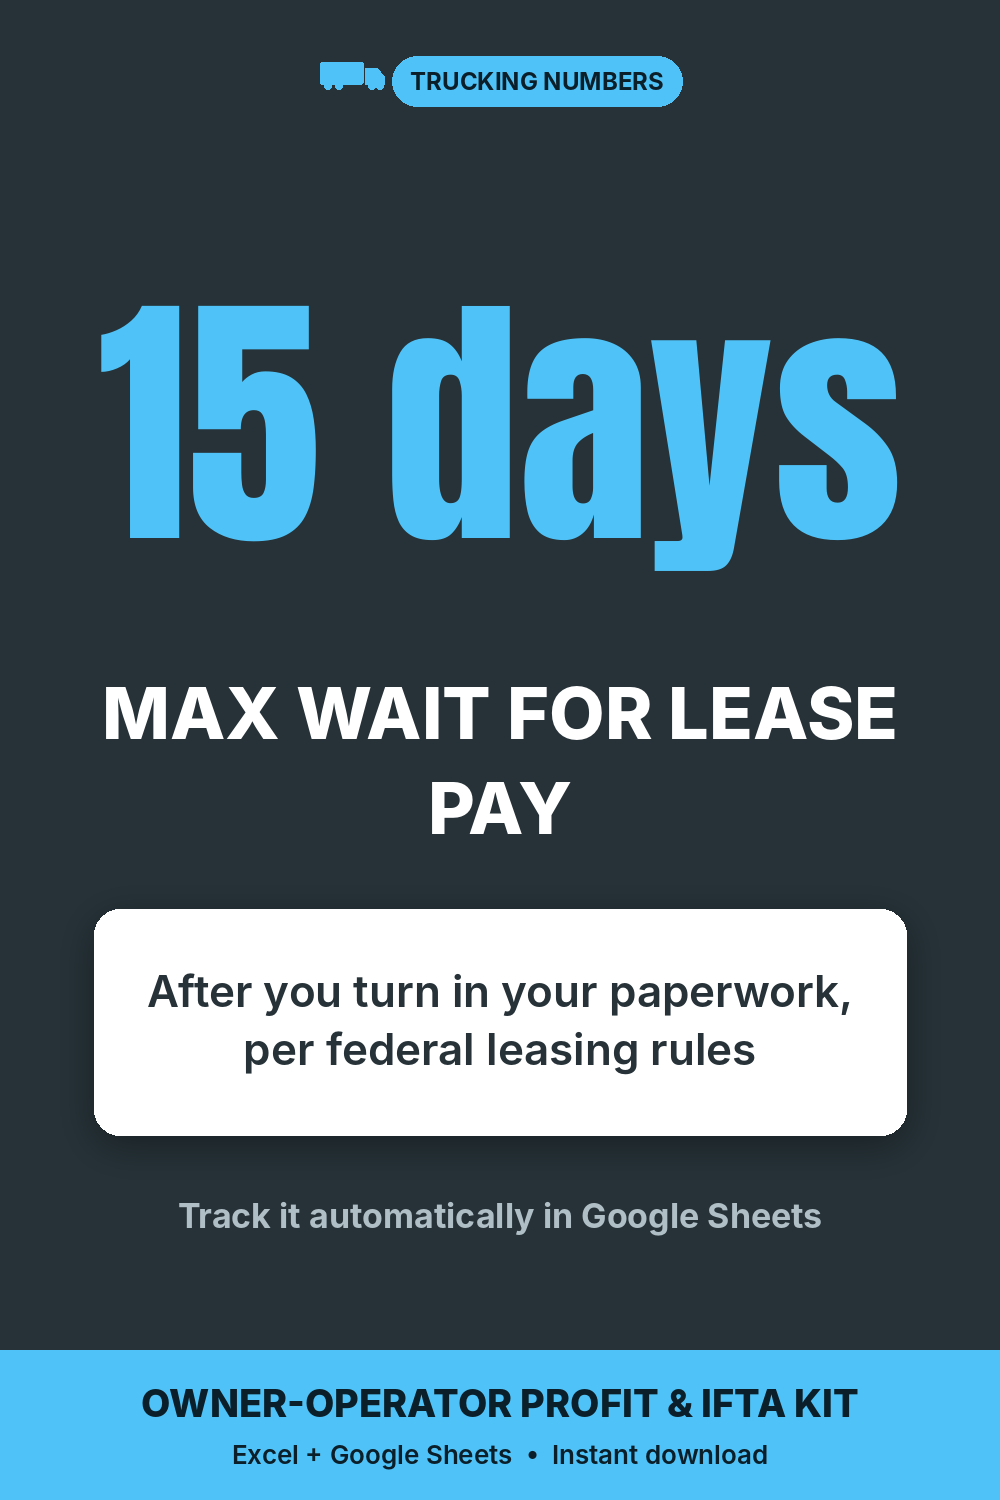 TRUCKING NUMBERS
15 days
MAX WAIT FOR LEASE
PAY
After you turn in your paperwork,
per federal leasing rules
Track it automatically in Google Sheets
OWNER-OPERATOR PROFIT & IFTA KIT
Excel + Google Sheets • Instant download